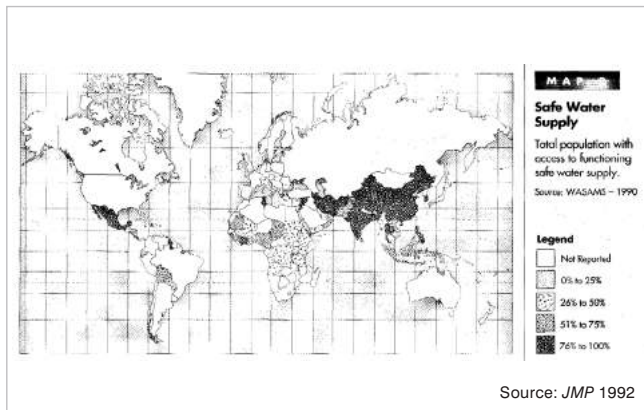 MAP
Safe Water
Supply
Total population with
access to functioning
safe water supply.
Source: WASAMS – 1990
Legend
Not Reported
0% to 25%
26% to 50%
51% to 75%
76% to 100%
Source: JMP 1992